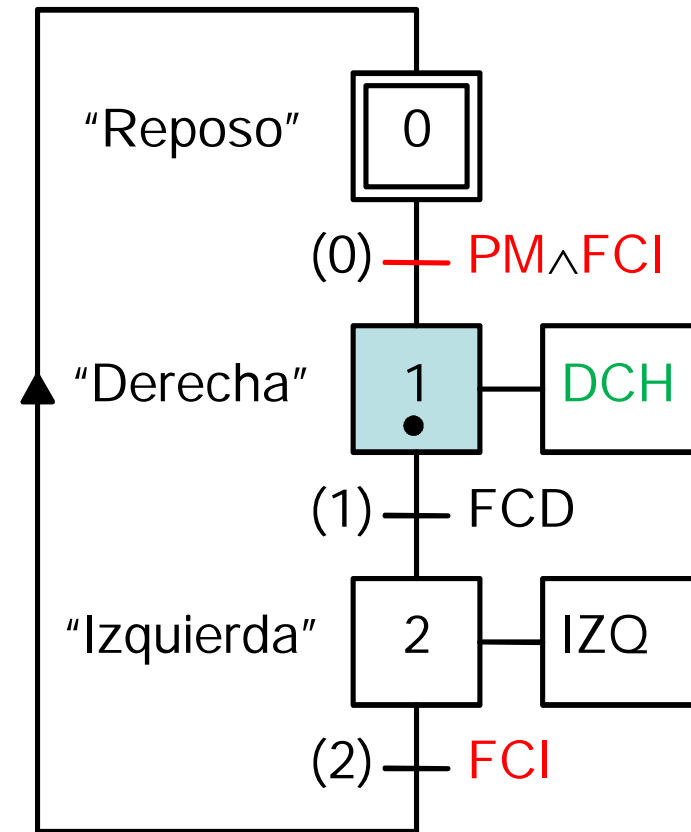 “Reposo” 0
(0) PM∧FCI
“Derecha” 1 DCH
(1) FCD
“Izquierda” 2 IZQ
(2) FCI